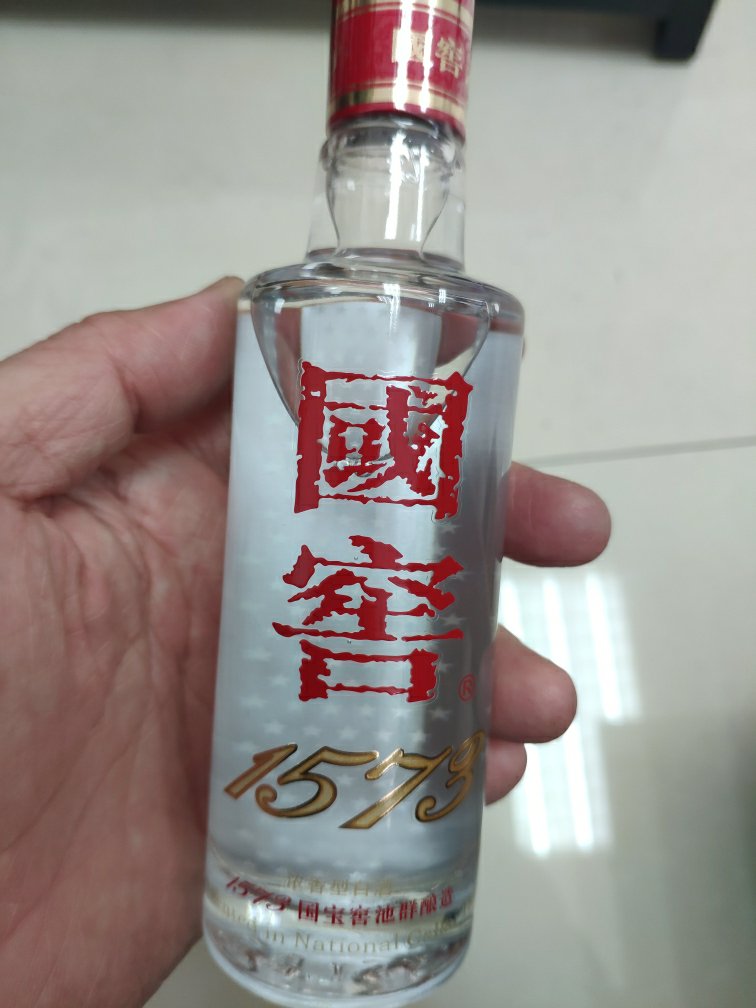 國窖
國
窖
®
1573
浓香型白酒
1573 国宝窖池群酿造
in National